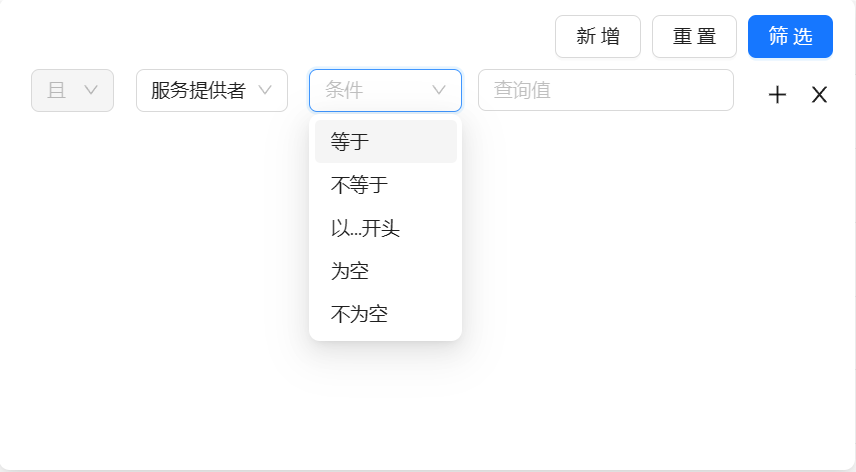 新增 重置 筛选
且 服务提供者 条件 查询值
等于
不等于
以...开头
为空
不为空